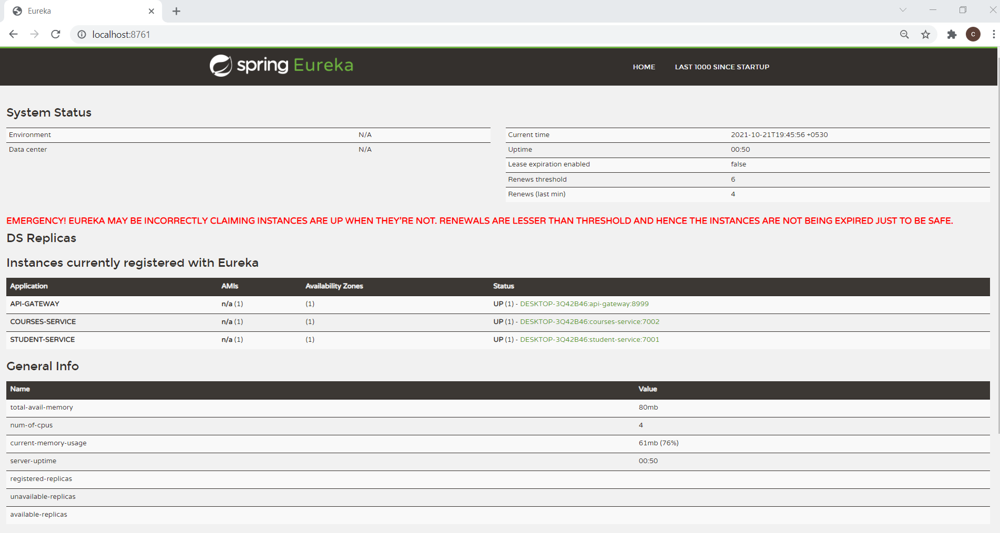 Eureka
localhost:8761
C
spring Eureka
HOME LAST 1000 SINCE STARTUP
System Status
Environment N/A
Data center N/A
Current time 2021-10-21T19:45:56 +0530
Uptime 00:50
Lease expiration enabled false
Renews threshold 6
Renews (last min) 4
EMERGENCY! EUREKA MAY BE INCORRECTLY CLAIMING INSTANCES ARE UP WHEN THEY'RE NOT. RENEWALS ARE LESSER THAN THRESHOLD AND HENCE THE INSTANCES ARE NOT BEING EXPIRED JUST TO BE SAFE.
DS Replicas
Instances currently registered with Eureka
Application AMIs Availability Zones Status
API-GATEWAY n/a (1) (1) UP (1) - DESKTOP-3Q42B46:api-gateway:8999
COURSES-SERVICE n/a (1) (1) UP (1) - DESKTOP-3Q42B46:courses-service:7002
STUDENT-SERVICE n/a (1) (1) UP (1) - DESKTOP-3Q42B46:student-service:7001
General Info
Name Value
total-avail-memory 80mb
num-of-cpus 4
current-memory-usage 61mb (76%)
server-uptime 00:50
registered-replicas
unavailable-replicas
available-replicas